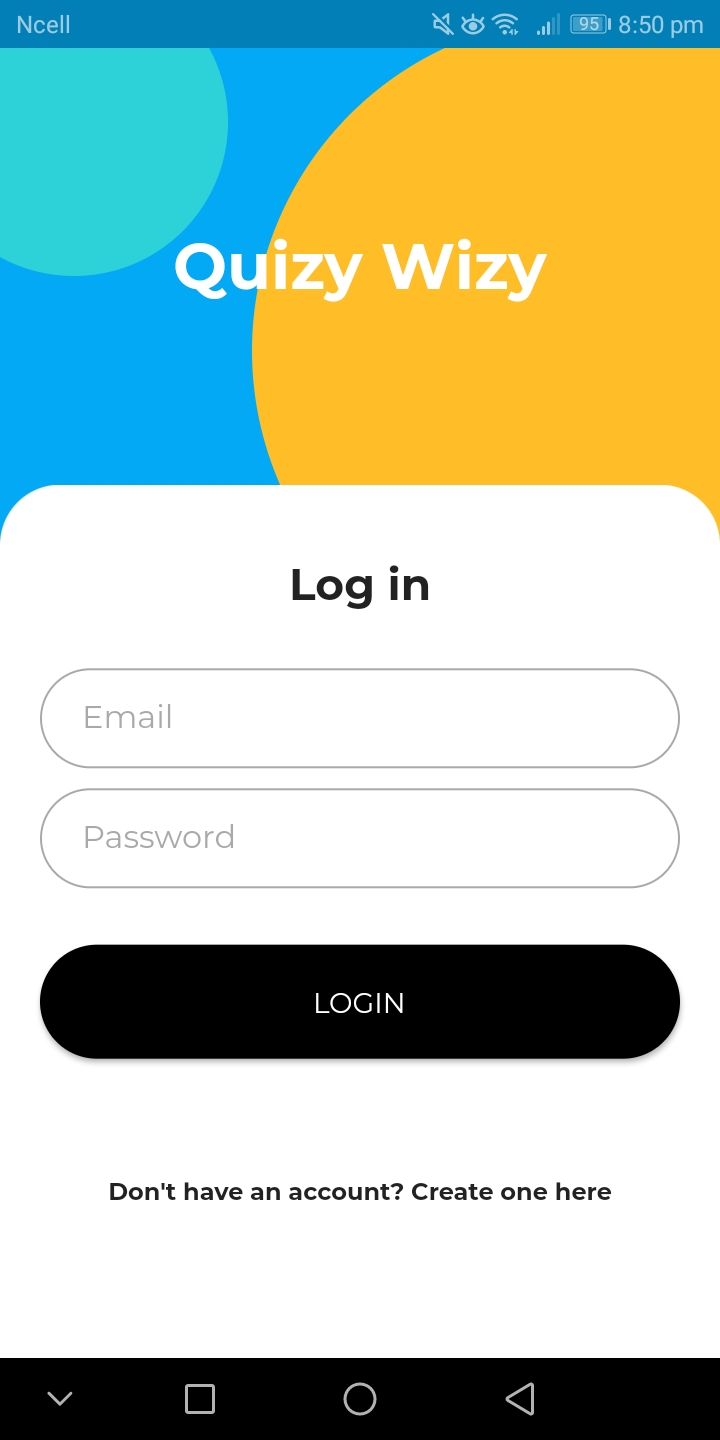 Ncell 95 8:50 pm
Quizy Wizy
Log in
Email
Password
LOGIN
Don't have an account? Create one here